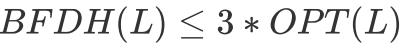 BFDH(L) ≤ 3 * OPT(L)